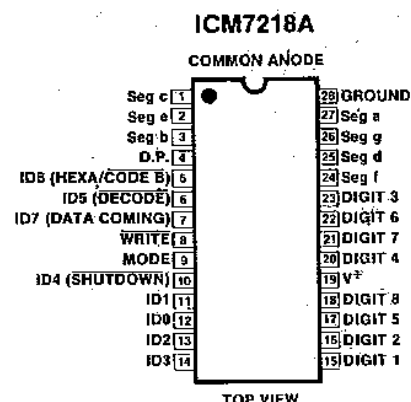 ICM7218A
COMMON ANODE
Seg c 1
Seg e 2
Seg b 3
D.P. 4
ID6 (HEXA/CODE B) 5
ID5 (DECODE) 6
ID7 (DATA COMING) 7
WRITE 8
MODE 9
ID4 (SHUTDOWN) 10
ID1 11
ID0 12
ID2 13
ID3 14
28 GROUND
27 Seg a
26 Seg g
25 Seg d
24 Seg f
23 DIGIT 3
22 DIGIT 6
21 DIGIT 7
20 DIGIT 4
19 V+
18 DIGIT 8
17 DIGIT 5
16 DIGIT 2
15 DIGIT 1
TOP VIEW